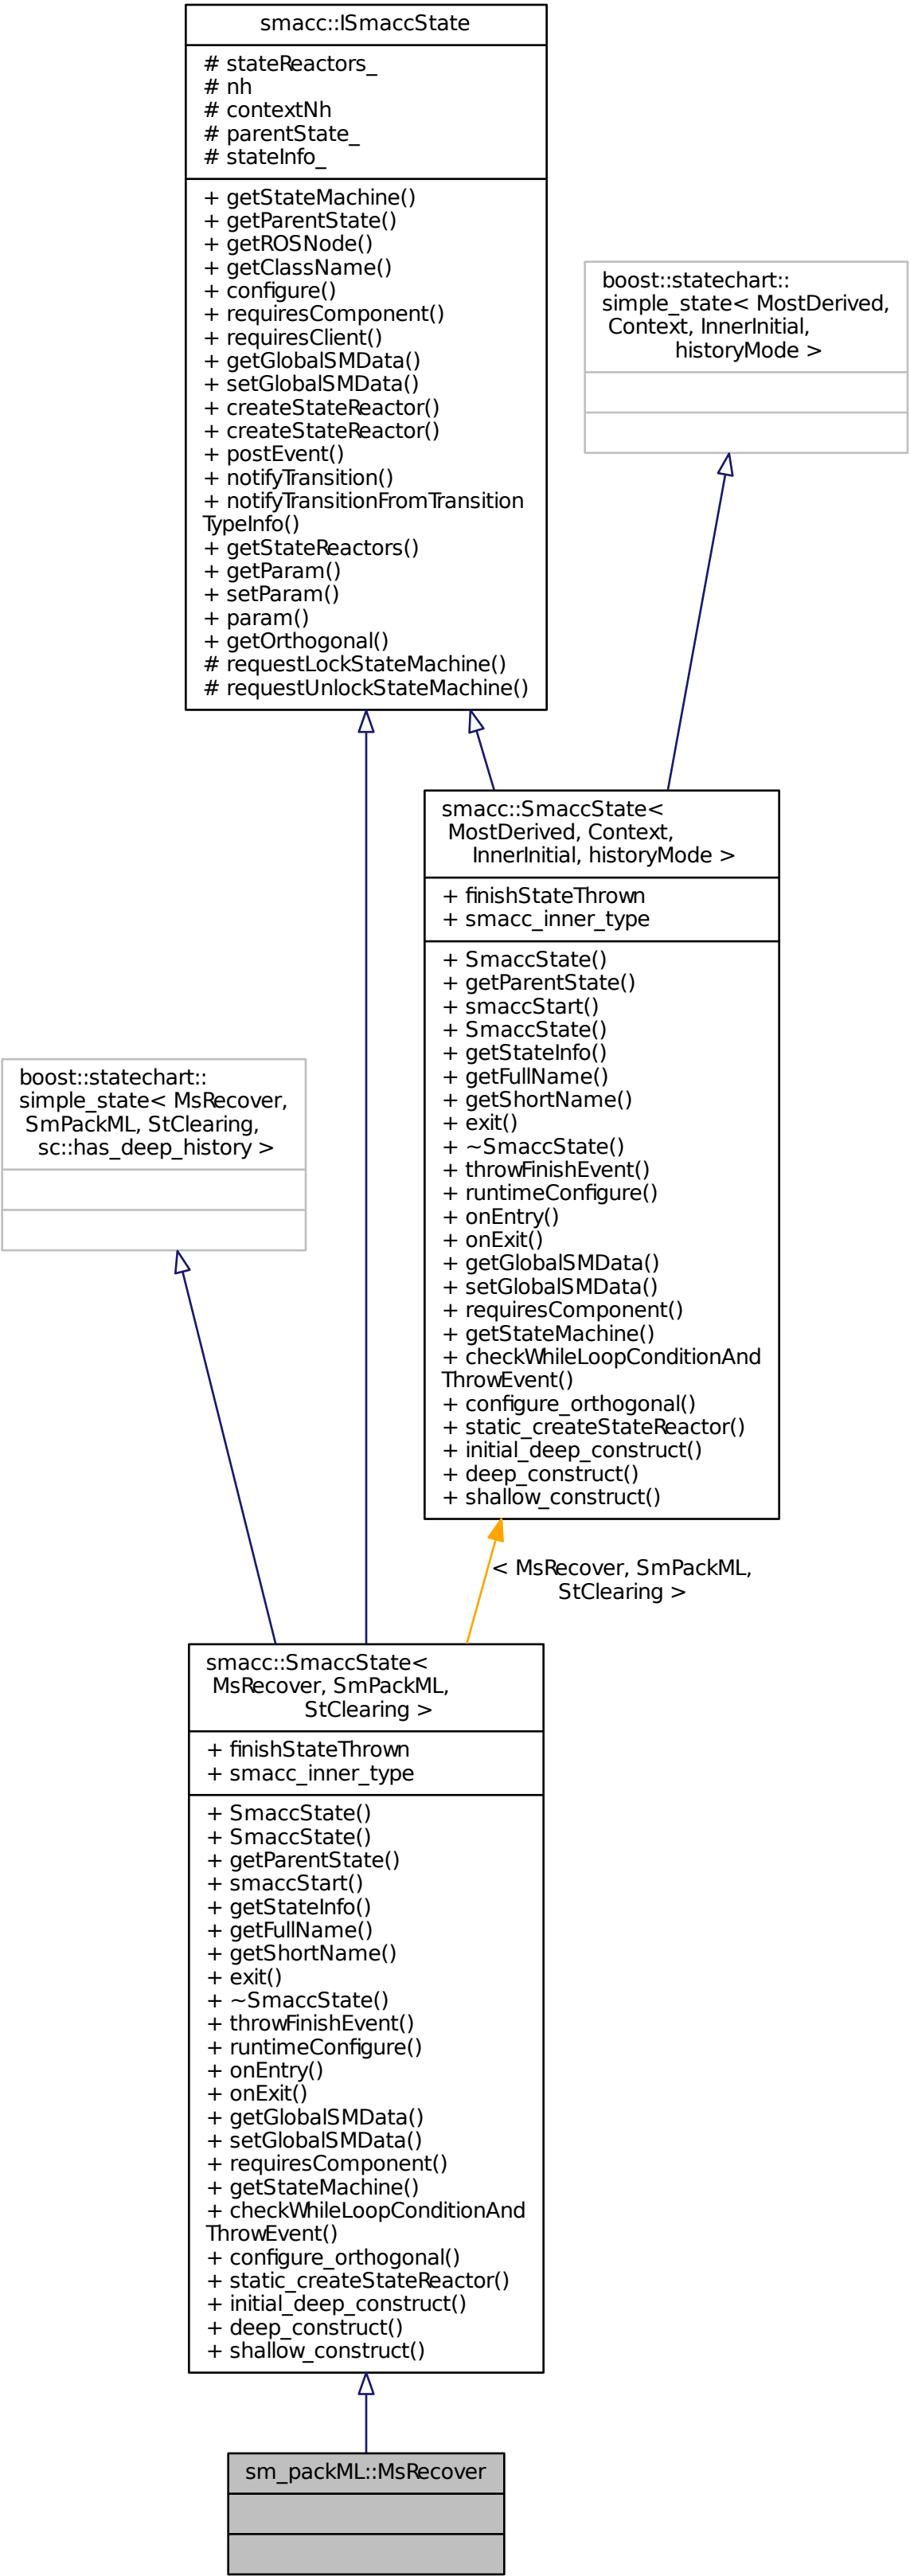 smacc::ISmaccState
# stateReactors_
# nh
# contextNh
# parentState_
# stateInfo_
+ getStateMachine()
+ getParentState()
+ getROSNode()
+ getClassName()
+ configure()
+ requiresComponent()
+ requiresClient()
+ getGlobalSMData()
+ setGlobalSMData()
+ createStateReactor()
+ createStateReactor()
+ postEvent()
+ notifyTransition()
+ notifyTransitionFromTransition
TypeInfo()
+ getStateReactors()
+ getParam()
+ setParam()
+ param()
+ getOrthogonal()
# requestLockStateMachine()
# requestUnlockStateMachine()
boost::statechart::
simple_state< MostDerived,
Context, InnerInitial,
historyMode >
smacc::SmaccState<
MostDerived, Context,
InnerInitial, historyMode >
+ finishStateThrown
+ smacc_inner_type
+ SmaccState()
+ getParentState()
+ smaccStart()
+ SmaccState()
+ getStateInfo()
+ getFullName()
+ getShortName()
+ exit()
+ ~SmaccState()
+ throwFinishEvent()
+ runtimeConfigure()
+ onEntry()
+ onExit()
+ getGlobalSMData()
+ setGlobalSMData()
+ requiresComponent()
+ getStateMachine()
+ checkWhileLoopConditionAnd
ThrowEvent()
+ configure_orthogonal()
+ static_createStateReactor()
+ initial_deep_construct()
+ deep_construct()
+ shallow_construct()
boost::statechart::
simple_state< MsRecover,
SmPackML, StClearing,
sc::has_deep_history >
< MsRecover, SmPackML,
StClearing >
smacc::SmaccState<
MsRecover, SmPackML,
StClearing >
+ finishStateThrown
+ smacc_inner_type
+ SmaccState()
+ SmaccState()
+ getParentState()
+ smaccStart()
+ getStateInfo()
+ getFullName()
+ getShortName()
+ exit()
+ ~SmaccState()
+ throwFinishEvent()
+ runtimeConfigure()
+ onEntry()
+ onExit()
+ getGlobalSMData()
+ setGlobalSMData()
+ requiresComponent()
+ getStateMachine()
+ checkWhileLoopConditionAnd
ThrowEvent()
+ configure_orthogonal()
+ static_createStateReactor()
+ initial_deep_construct()
+ deep_construct()
+ shallow_construct()
sm_packML::MsRecover